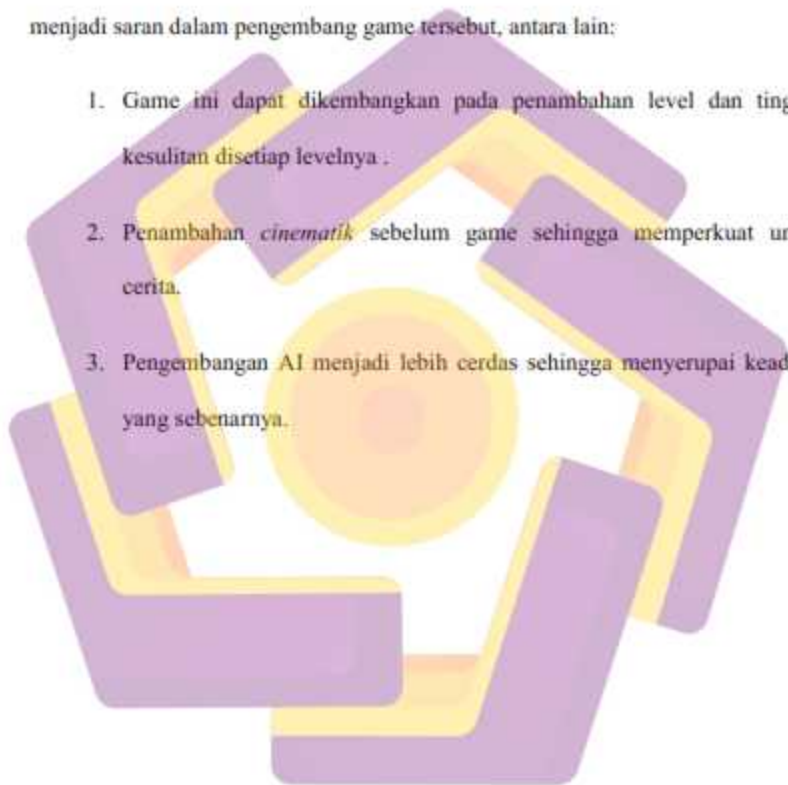 menjadi saran dalam pengembang game tersebut, antara lain:
1. Game ini dapat dikembangkan pada penambahan level dan ting
kesulitan disetiap levelnya .
2. Penambahan cinematik sebelum game sehingga memperkuat un
cerita.
3. Pengembangan AI menjadi lebih cerdas sehingga menyerupai kead
yang sebenarnya.